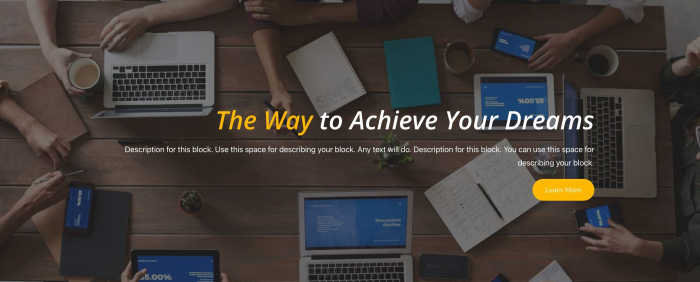 The Way to Achieve Your Dreams
Description for this block. Use this space for describing your block. Any text will do. Description for this block. You can use this space for
describing your block.
Learn More